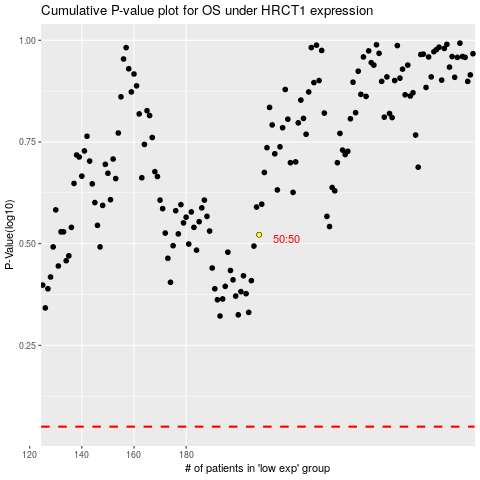 Cumulative P-value plot for OS under HRCT1 expression
P-Value(log10)
1.00
0.75
0.50
0.25
50:50
120 140 160 180
# of patients in 'low exp' group